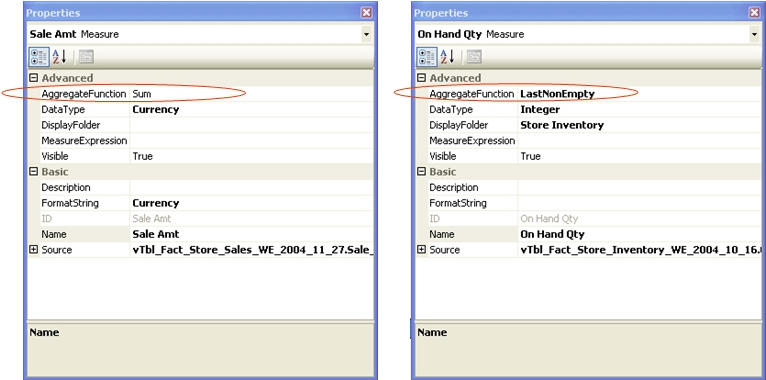 Properties
Sale Amt Measure
Advanced
AggregateFunction Sum
DataType Currency
DisplayFolder
MeasureExpression
Visible True
Basic
Description
FormatString Currency
ID Sale Amt
Name Sale Amt
Source vTbl_Fact_Store_Sales_WE_2004_11_27.Sale_
Name
Properties
On Hand Qty Measure
Advanced
AggregateFunction LastNonEmpty
DataType Integer
DisplayFolder Store Inventory
MeasureExpression
Visible True
Basic
Description
FormatString
ID On Hand Qty
Name On Hand Qty
Source vTbl_Fact_Store_Inventory_WE_2004_10_16.
Name